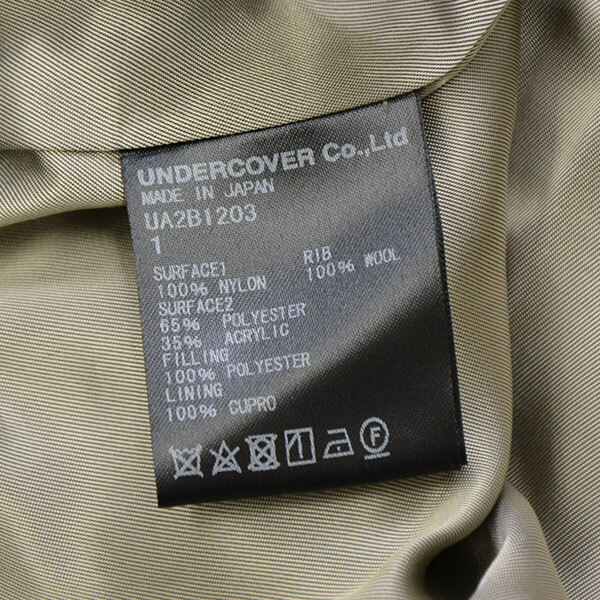 UNDERCOVER Co.,Ltd
MADE IN JAPAN
UA2B1203
1
SURFACE1
100% NYLON
SURFACE2
65% POLYESTER
35% ACRYLIC
FILLING
100% POLYESTER
LINING
100% CUPRO
RIB
100% WOOL
F